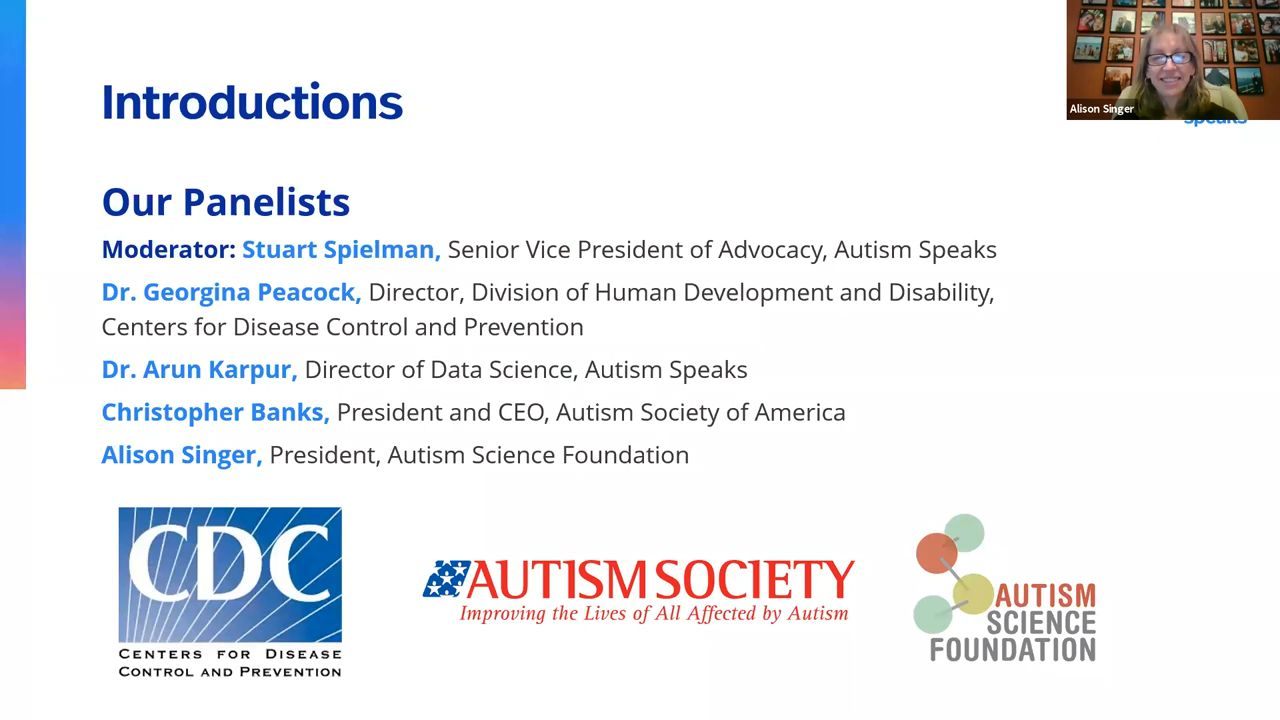 Introductions
Alison Singer
speaks
Our Panelists
Moderator: Stuart Spielman, Senior Vice President of Advocacy, Autism Speaks
Dr. Georgina Peacock, Director, Division of Human Development and Disability,
Centers for Disease Control and Prevention
Dr. Arun Karpur, Director of Data Science, Autism Speaks
Christopher Banks, President and CEO, Autism Society of America
Alison Singer, President, Autism Science Foundation
CDC
CENTERS FOR DISEASE
CONTROL AND PREVENTION
AUTISM SOCIETY
Improving the Lives of All Affected by Autism
AUTISM
SCIENCE
FOUNDATION